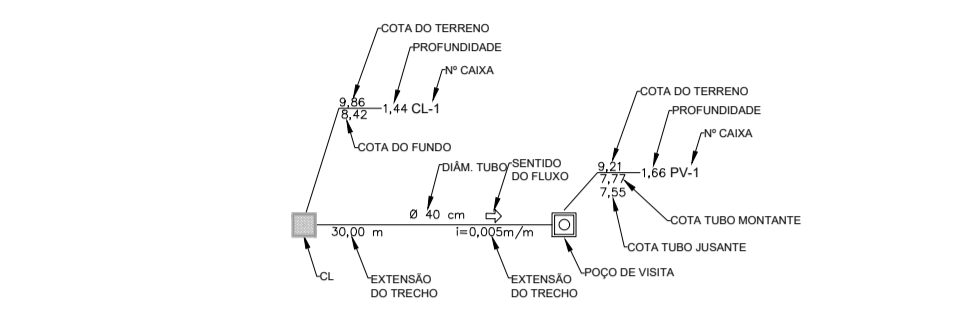 COTA DO TERRENO
PROFUNDIDADE
Nº CAIXA
9,86
1,44 CL-1
8,42
COTA DO FUNDO
COTA DO TERRENO
PROFUNDIDADE
Nº CAIXA
DIÂM. TUBO
SENTIDO
DO FLUXO
9,21
1,66 PV-1
7,77
7,55
COTA TUBO MONTANTE
COTA TUBO JUSANTE
Ø 40 cm
30,00 m
i=0,005m/m
CL
EXTENSÃO
DO TRECHO
EXTENSÃO
DO TRECHO
POÇO DE VISITA